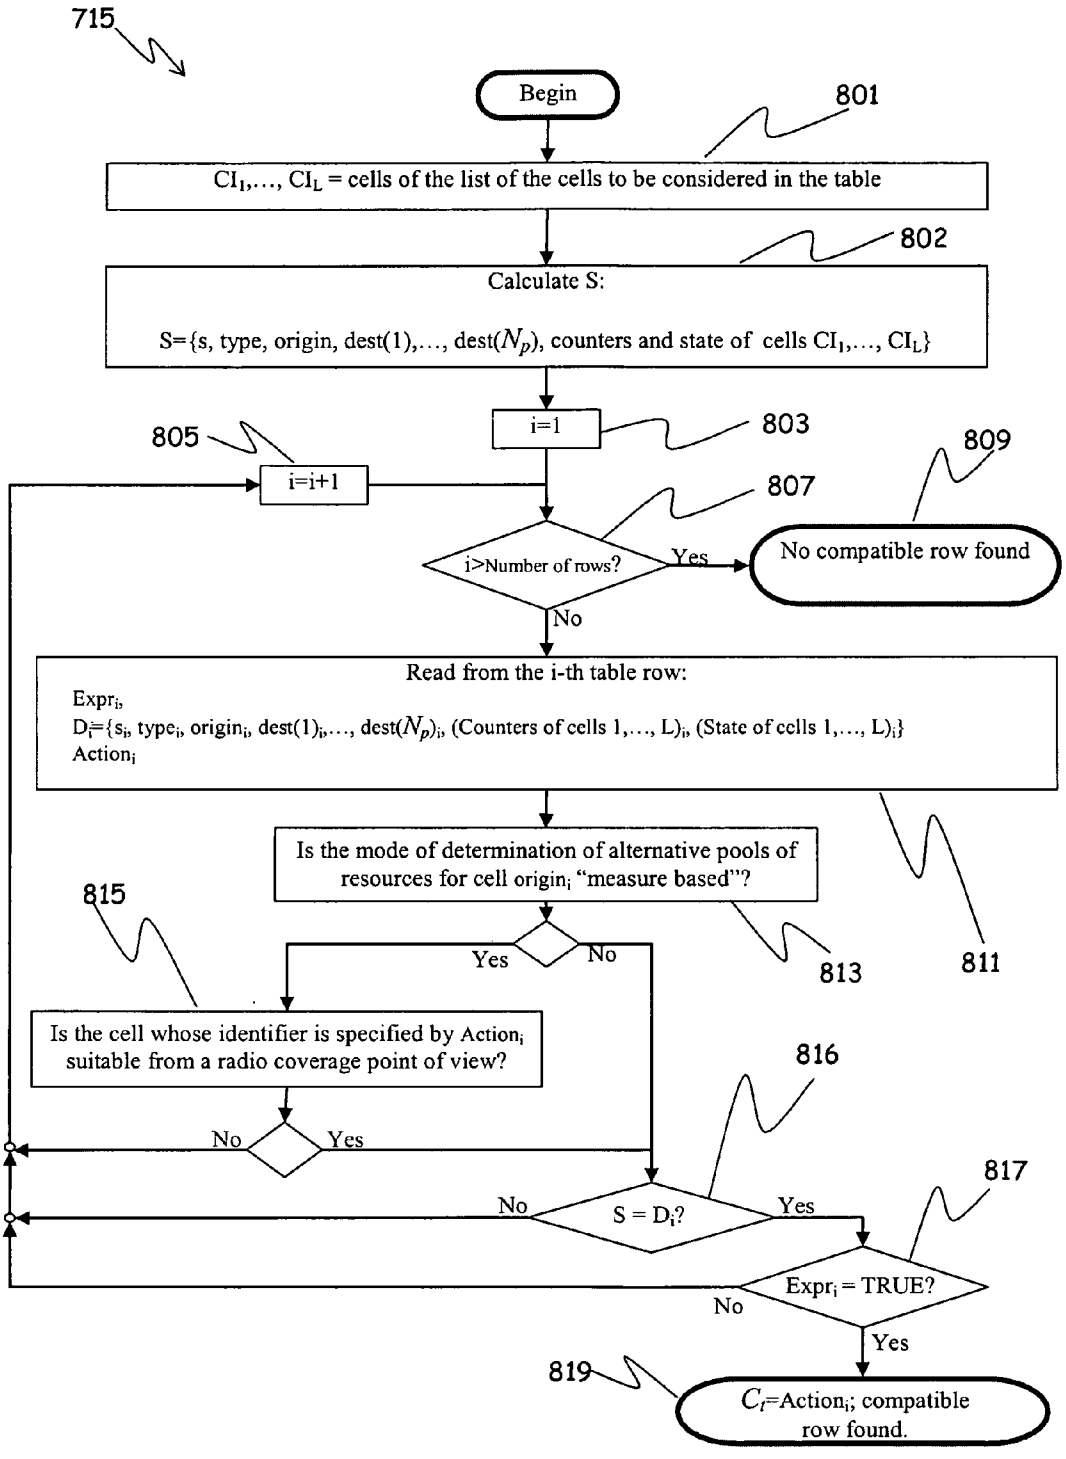 715
Begin
801
CI1,…, CIL = cells of the list of the cells to be considered in the table
802
Calculate S:
S={s, type, origin, dest(1),…, dest(Np), counters and state of cells CI1,…, CIL}
i=1
803
805
i=i+1
809
807
i>Number of rows?
Yes
No compatible row found
No
Read from the i-th table row:
Expri,
Di={si, typei, origini, dest(1)i,…, dest(Np)i, (Counters of cells 1,…, L)i, (State of cells 1,…, L)i}
Actioni
811
Is the mode of determination of alternative pools of
resources for cell origini “measure based”?
813
Yes
No
815
Is the cell whose identifier is specified by Actioni
suitable from a radio coverage point of view?
No
Yes
816
S = Di?
No
Yes
817
Expri = TRUE?
No
Yes
819
Ct=Actioni; compatible
row found.